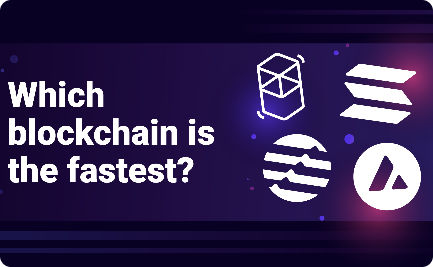 Which
blockchain is
the fastest?